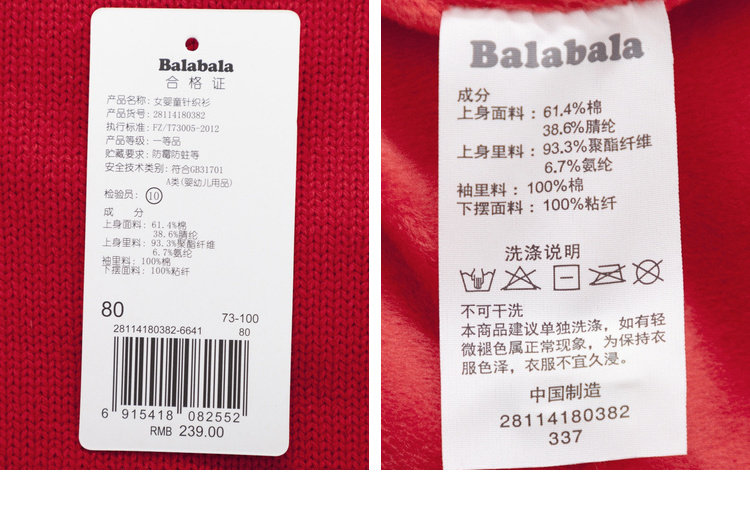 Balabala
合格证
产品名称: 女婴童针织衫
产品货号: 28114180382
执行标准: FZ/T73005-2012
产品等级: 一等品
贮藏要求: 防霉防蛀等
安全技术类别: 符合GB31701
A类(婴幼儿用品)
检验员: 10
成 分
上身面料: 61.4%棉
38.6%腈纶
上身里料: 93.3%聚酯纤维
6.7%氨纶
袖里料: 100%棉
下摆面料: 100%粘纤
80 73-100
28114180382-6641 80
6 915418 082552
RMB 239.00
Balabala
成分
上身面料: 61.4%棉
38.6%腈纶
上身里料: 93.3%聚酯纤维
6.7%氨纶
袖里料: 100%棉
下摆面料: 100%粘纤
洗涤说明
不可干洗
本商品建议单独洗涤，如有轻
微褪色属正常现象，为保持衣
服色泽，衣服不宜久浸。
中国制造
28114180382
337